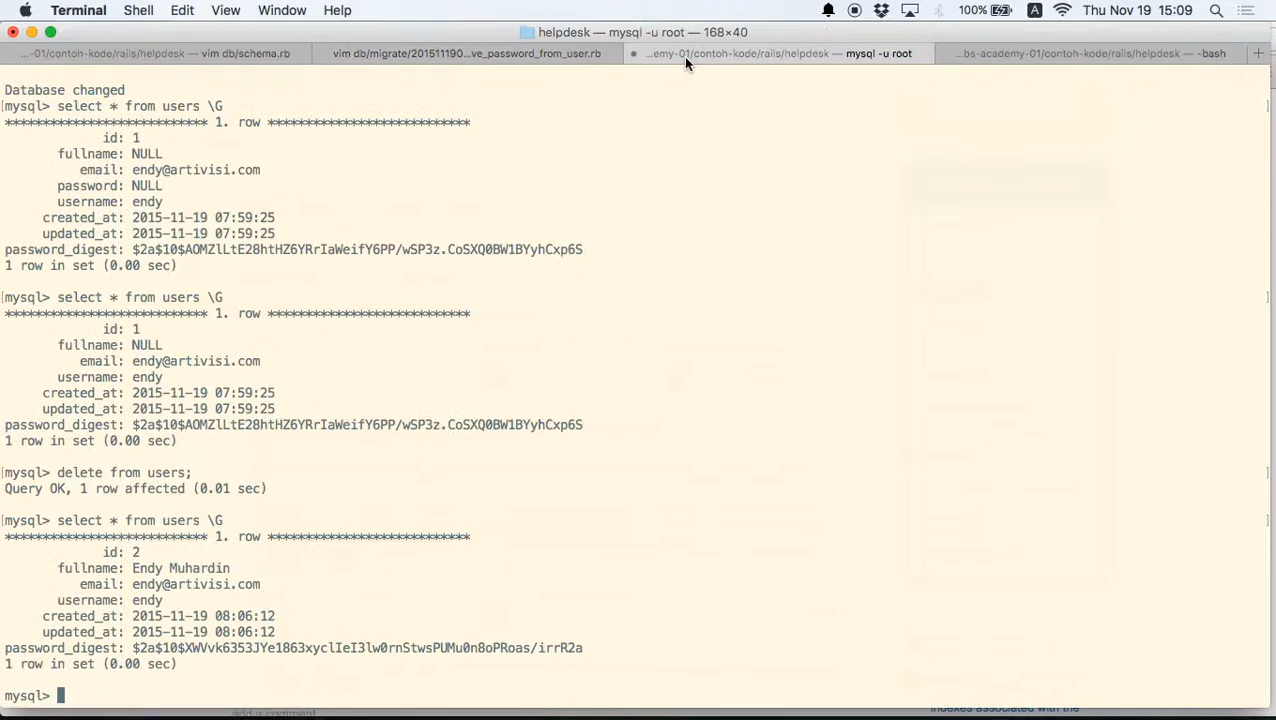 Terminal Shell Edit View Window Help 100% A Thu Nov 19 15:09
helpdesk — mysql -u root — 168×40
...-01/contoh-kode/rails/helpdesk — vim db/schema.rb
vim db/migrate/201511190...ve_password_from_user.rb
...emy-01/contoh-kode/rails/helpdesk — mysql -u root
...bs-academy-01/contoh-kode/rails/helpdesk — -bash
+
Database changed
[mysql> select * from users \G ]
*************************** 1. row ***************************
id: 1
fullname: NULL
email: endy@artivisi.com
password: NULL
username: endy
created_at: 2015-11-19 07:59:25
updated_at: 2015-11-19 07:59:25
password_digest: $2a$10$AOMZlLtE28htHZ6YRrIaWeifY6PP/wSP3z.CoSXQ0BW1BYyhCxp6S
1 row in set (0.00 sec)
[mysql> select * from users \G ]
*************************** 1. row ***************************
id: 1
fullname: NULL
email: endy@artivisi.com
username: endy
created_at: 2015-11-19 07:59:25
updated_at: 2015-11-19 07:59:25
password_digest: $2a$10$AOMZlLtE28htHZ6YRrIaWeifY6PP/wSP3z.CoSXQ0BW1BYyhCxp6S
1 row in set (0.00 sec)
[mysql> delete from users; ]
Query OK, 1 row affected (0.01 sec)
[mysql> select * from users \G ]
*************************** 1. row ***************************
id: 2
fullname: Endy Muhardin
email: endy@artivisi.com
username: endy
created_at: 2015-11-19 08:06:12
updated_at: 2015-11-19 08:06:12
password_digest: $2a$10$XWVvk6353JYe1863xyclIeI3lw0rnStwsPUMu0n8oPRoas/irrR2a
1 row in set (0.00 sec)
mysql>
add a comment
indexes associated with the